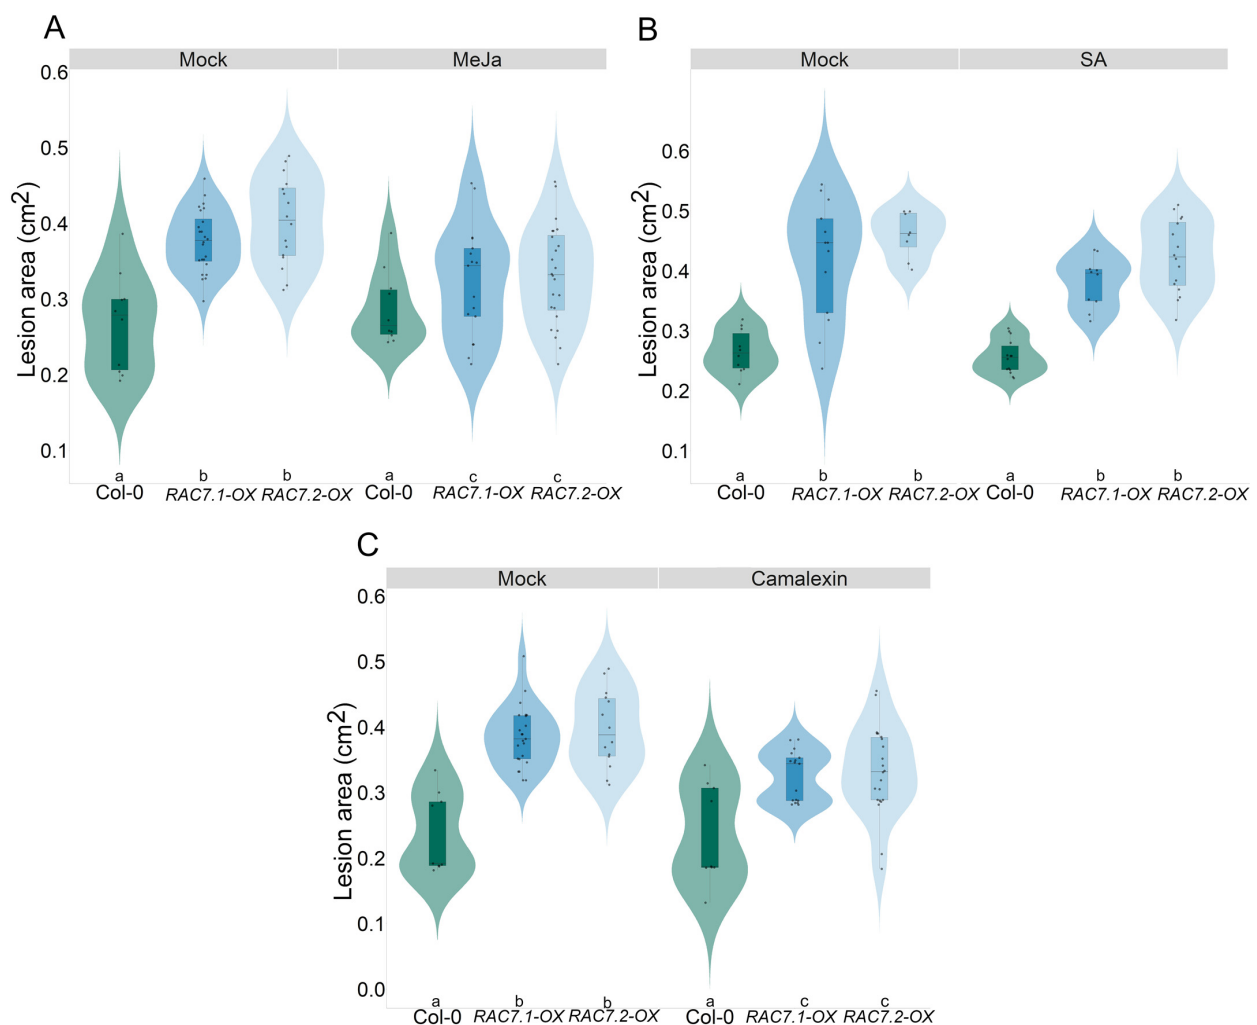 A
Mock MeJa
0.6
0.5
0.4
0.3
0.2
0.1
Lesion area (cm2)
a b b a c c
Col-0 RAC7.1-OX RAC7.2-OX Col-0 RAC7.1-OX RAC7.2-OX
B
Mock SA
0.6
0.5
0.4
0.3
0.2
0.1
Lesion area (cm2)
a b b a b b
Col-0 RAC7.1-OX RAC7.2-OX Col-0 RAC7.1-OX RAC7.2-OX
C
Mock Camalexin
0.6
0.5
0.4
0.3
0.2
0.1
0.0
Lesion area (cm2)
a b b a c c
Col-0 RAC7.1-OX RAC7.2-OX Col-0 RAC7.1-OX RAC7.2-OX